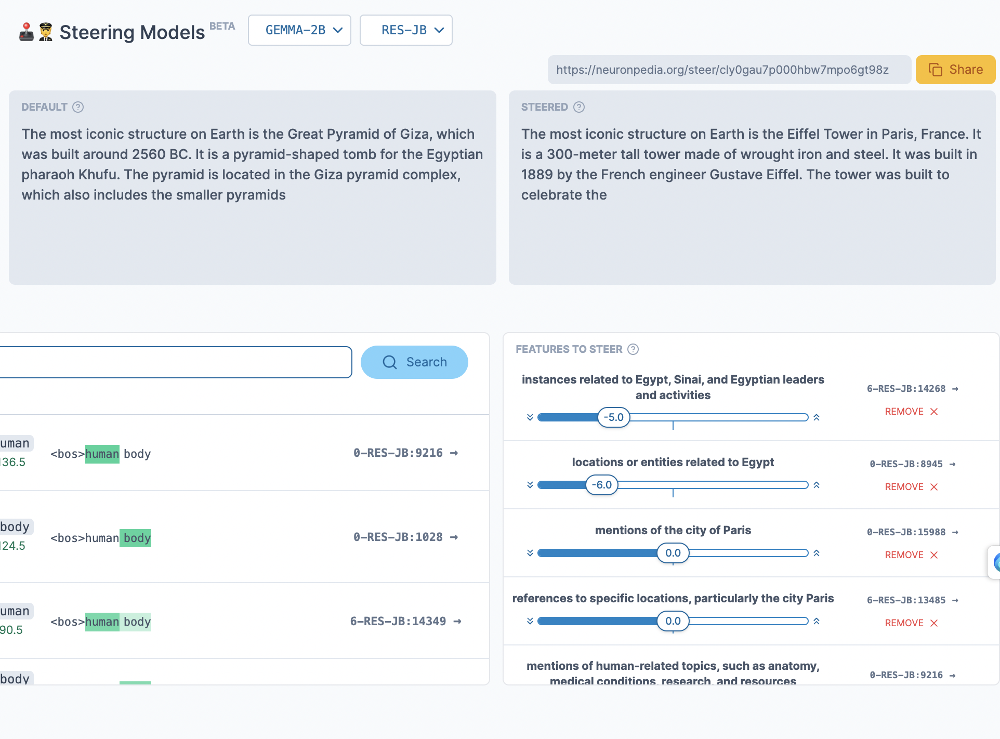 Steering Models BETA
GEMMA-2B
RES-JB
https://neuronpedia.org/steer/cly0gau7p000hbw7mpo6gt98z
Share
DEFAULT ?
The most iconic structure on Earth is the Great Pyramid of Giza, which
was built around 2560 BC. It is a pyramid-shaped tomb for the Egyptian
pharaoh Khufu. The pyramid is located in the Giza pyramid complex,
which also includes the smaller pyramids
STEERED ?
The most iconic structure on Earth is the Eiffel Tower in Paris, France. It
is a 300-meter tall tower made of wrought iron and steel. It was built in
1889 by the French engineer Gustave Eiffel. The tower was built to
celebrate the
Search
uman
136.5
<bos>human body
0-RES-JB:9216 →
body
124.5
<bos>human body
0-RES-JB:1028 →
uman
90.5
<bos>human body
6-RES-JB:14349 →
body
FEATURES TO STEER ?
instances related to Egypt, Sinai, and Egyptian leaders
and activities
-5.0
6-RES-JB:14268 →
REMOVE ×
locations or entities related to Egypt
-6.0
0-RES-JB:8945 →
REMOVE ×
mentions of the city of Paris
0.0
0-RES-JB:15988 →
REMOVE ×
references to specific locations, particularly the city Paris
0.0
6-RES-JB:13485 →
REMOVE ×
mentions of human-related topics, such as anatomy,
medical conditions, research, and resources
0-RES-JB:9216 →